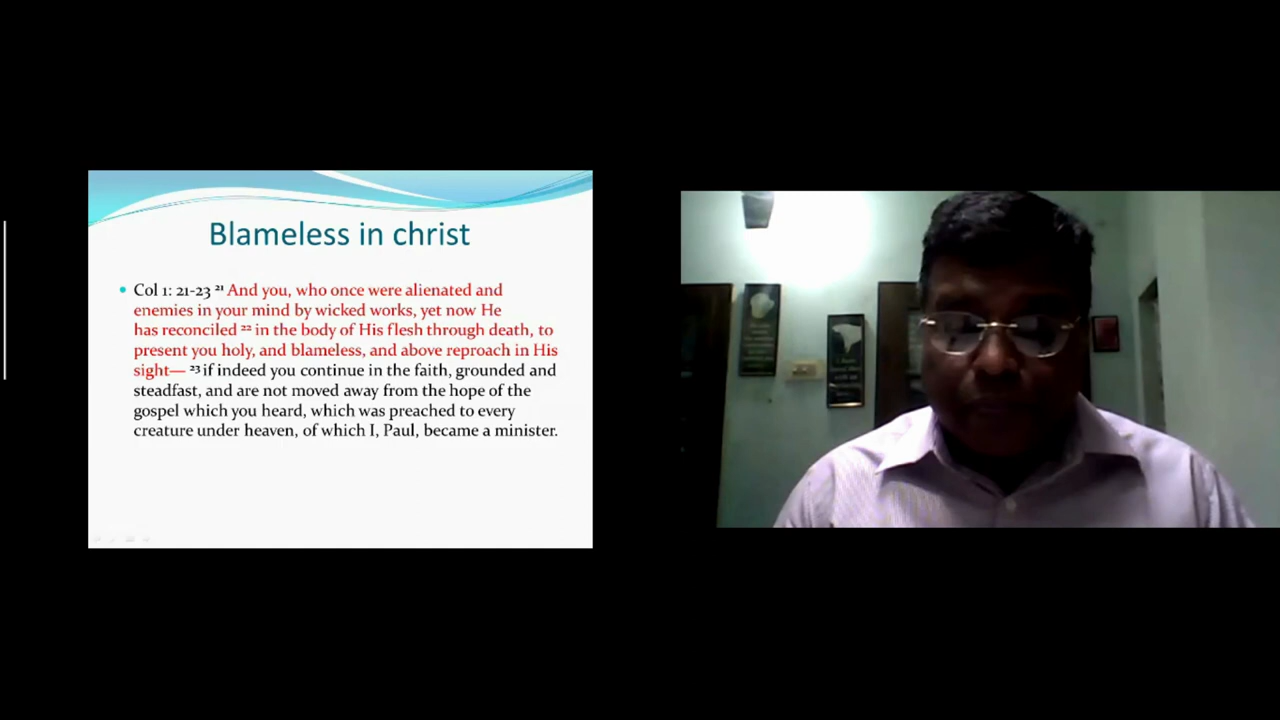 Blameless in christ
• Col 1: 21-23 ²¹ And you, who once were alienated and
enemies in your mind by wicked works, yet now He
has reconciled ²² in the body of His flesh through death, to
present you holy, and blameless, and above reproach in His
sight— ²³ if indeed you continue in the faith, grounded and
steadfast, and are not moved away from the hope of the
gospel which you heard, which was preached to every
creature under heaven, of which I, Paul, became a minister.